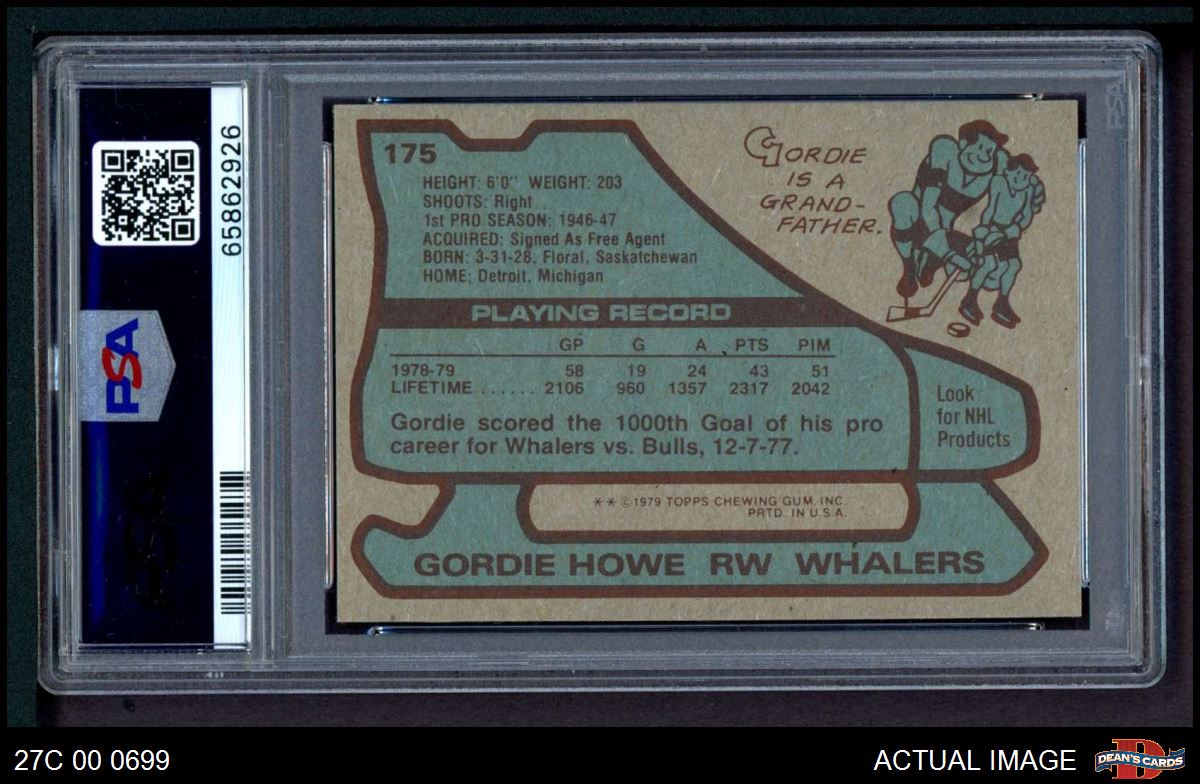 65862926
PSA
PSA
175
HEIGHT: 6'0" WEIGHT: 203
SHOOTS: Right
1st PRO SEASON: 1946-47
ACQUIRED: Signed As Free Agent
BORN: 3-31-28, Floral, Saskatchewan
HOME: Detroit, Michigan
GORDIE
IS A
GRAND-
FATHER.
PLAYING RECORD
GP G A PTS PIM
1978-79 58 19 24 43 51
LIFETIME ...... 2106 960 1357 2317 2042
Gordie scored the 1000th Goal of his pro
career for Whalers vs. Bulls, 12-7-77.
Look
for NHL
Products
** © 1979 TOPPS CHEWING GUM, INC.
PRTD. IN U.S.A.
GORDIE HOWE RW WHALERS
27C 00 0699
ACTUAL IMAGE
D
DEAN'S CARDS